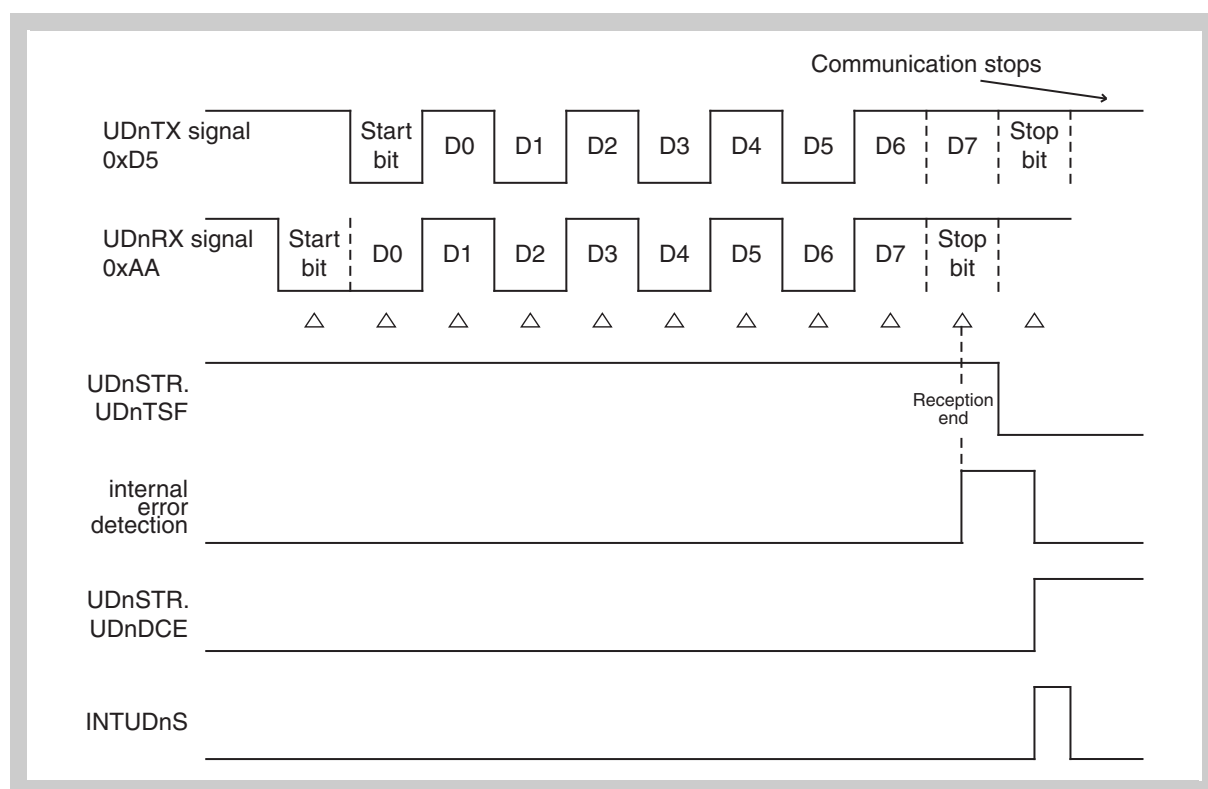 Communication stops
UDnTX signal
0xD5
Start
bit
D0
D1
D2
D3
D4
D5
D6
D7
Stop
bit
UDnRX signal
0xAA
Start
bit
D0
D1
D2
D3
D4
D5
D6
D7
Stop
bit
UDnSTR.
UDnTSF
Reception
end
internal
error
detection
UDnSTR.
UDnDCE
INTUDnS